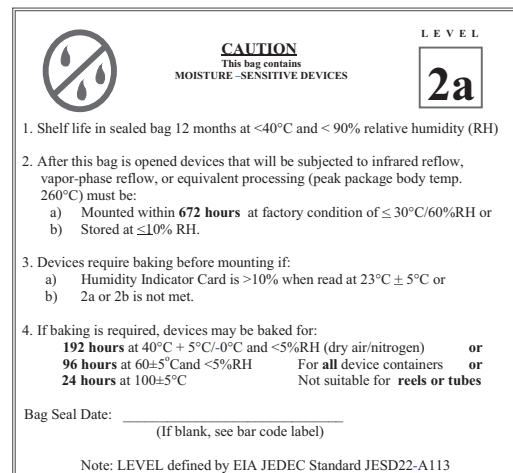 LEVEL
2a
CAUTION
This bag contains
MOISTURE –SENSITIVE DEVICES
1. Shelf life in sealed bag 12 months at <40°C and < 90% relative humidity (RH)
2. After this bag is opened devices that will be subjected to infrared reflow,
vapor-phase reflow, or equivalent processing (peak package body temp.
260°C) must be:
a) Mounted within 672 hours at factory condition of ≤ 30°C/60%RH or
b) Stored at ≤10% RH.
3. Devices require baking before mounting if:
a) Humidity Indicator Card is >10% when read at 23°C ± 5°C or
b) 2a or 2b is not met.
4. If baking is required, devices may be baked for:
192 hours at 40°C + 5°C/-0°C and <5%RH (dry air/nitrogen) or
96 hours at 60±5°Cand <5%RH For all device containers or
24 hours at 100±5°C Not suitable for reels or tubes
Bag Seal Date: ____________________
(If blank, see bar code label)
Note: LEVEL defined by EIA JEDEC Standard JESD22-A113